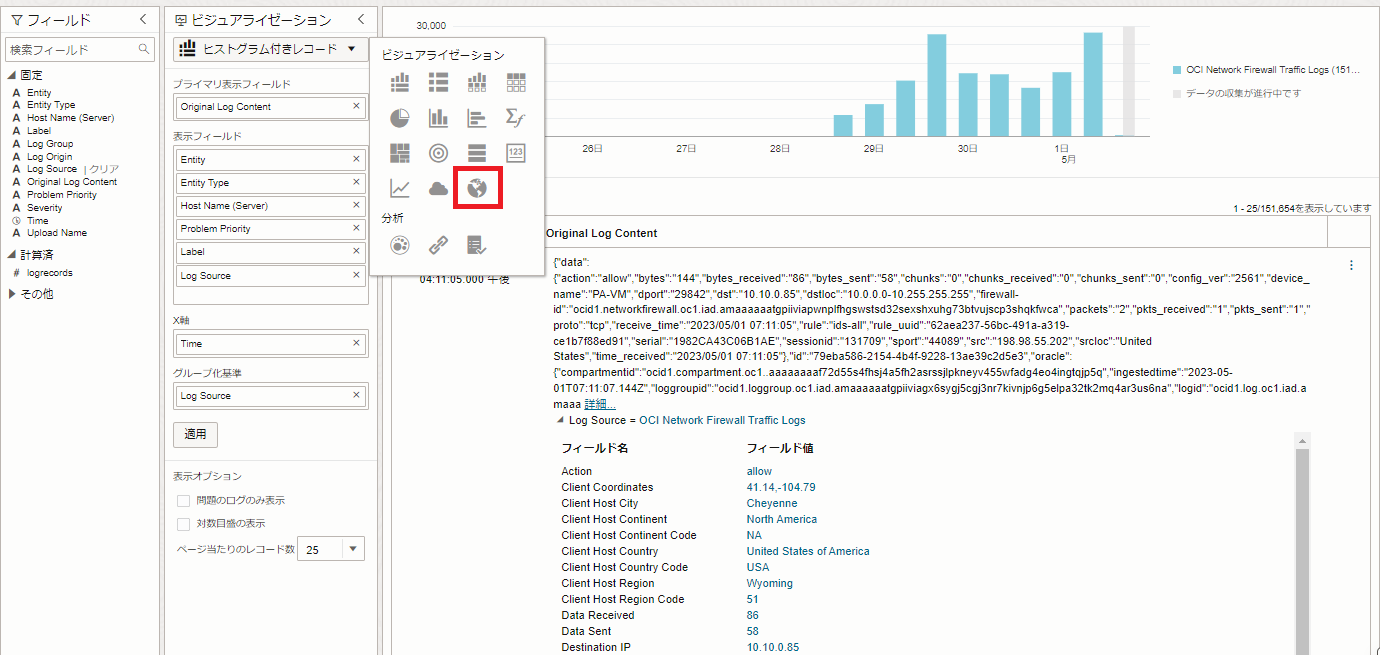 フィールド
検索フィールド
固定
A Entity
A Entity Type
A Host Name (Server)
A Label
A Log Group
A Log Origin
A Log Source | クリア
A Original Log Content
A Problem Priority
A Severity
Time
A Upload Name
計算済
# logrecords
その他
ビジュアライゼーション
ヒストグラム付きレコード
プライマリ表示フィールド
Original Log Content ×
表示フィールド
Entity ×
Entity Type ×
Host Name (Server) ×
Problem Priority ×
Label ×
Log Source ×
X軸
Time ×
グループ化基準
Log Source ×
適用
表示オプション
問題のログのみ表示
対数目盛の表示
ページ当たりのレコード数 25
ビジュアライゼーション
123
分析
30,000
26日 27日 28日 29日 30日 1日
5月
OCI Network Firewall Traffic Logs (151...
データの収集が進行中です
1 - 25/151,654を表示しています
Original Log Content
04:11:05.000 午後
{"data":
{"action":"allow","bytes":"144","bytes_received":"86","bytes_sent":"58","chunks":"0","chunks_received":"0","chunks_sent":"0","config_ver":"2561","device_
name":"PA-VM","dport":"29842","dst":"10.10.0.85","dstloc":"10.0.0.0-10.255.255.255","firewall-
id":"ocid1.networkfirewall.oc1.iad.amaaaaaatgpiiviapwnplfhgswstsd32sexshxuhg73btvujscp3shqkfwca","packets":"2","pkts_received":"1","pkts_sent":"1","
proto":"tcp","receive_time":"2023/05/01 07:11:05","rule":"ids-all","rule_uuid":"62aea237-56bc-491a-a319-
ce1b7f88ed91","serial":"1982CA43C06B1AE","sessionid":"131709","sport":"44089","src":"198.98.55.202","srcloc":"United
States","time_received":"2023/05/01 07:11:05"},"id":"79eba586-2154-4b4f-9228-13ae39c2d5e3","oracle":
{"compartmentid":"ocid1.compartment.oc1..aaaaaaaaf72d55s4fhsj4a5fh2asrssjlpkneyv455wfadg4eo4ingtqjp5q","ingestedtime":"2023-05-
01T07:11:07.144Z","loggroupid":"ocid1.loggroup.oc1.iad.amaaaaaatgpiiviagx6sygj5cgj3nr7kivnjp6g5elpa32tk2mq4ar3us6na","logid":"ocid1.log.oc1.iad.a
maaa 詳細...
Log Source = OCI Network Firewall Traffic Logs
フィールド名 フィールド値
Action allow
Client Coordinates 41.14,-104.79
Client Host City Cheyenne
Client Host Continent North America
Client Host Continent Code NA
Client Host Country United States of America
Client Host Country Code USA
Client Host Region Wyoming
Client Host Region Code 51
Data Received 86
Data Sent 58
Destination IP 10.10.0.85